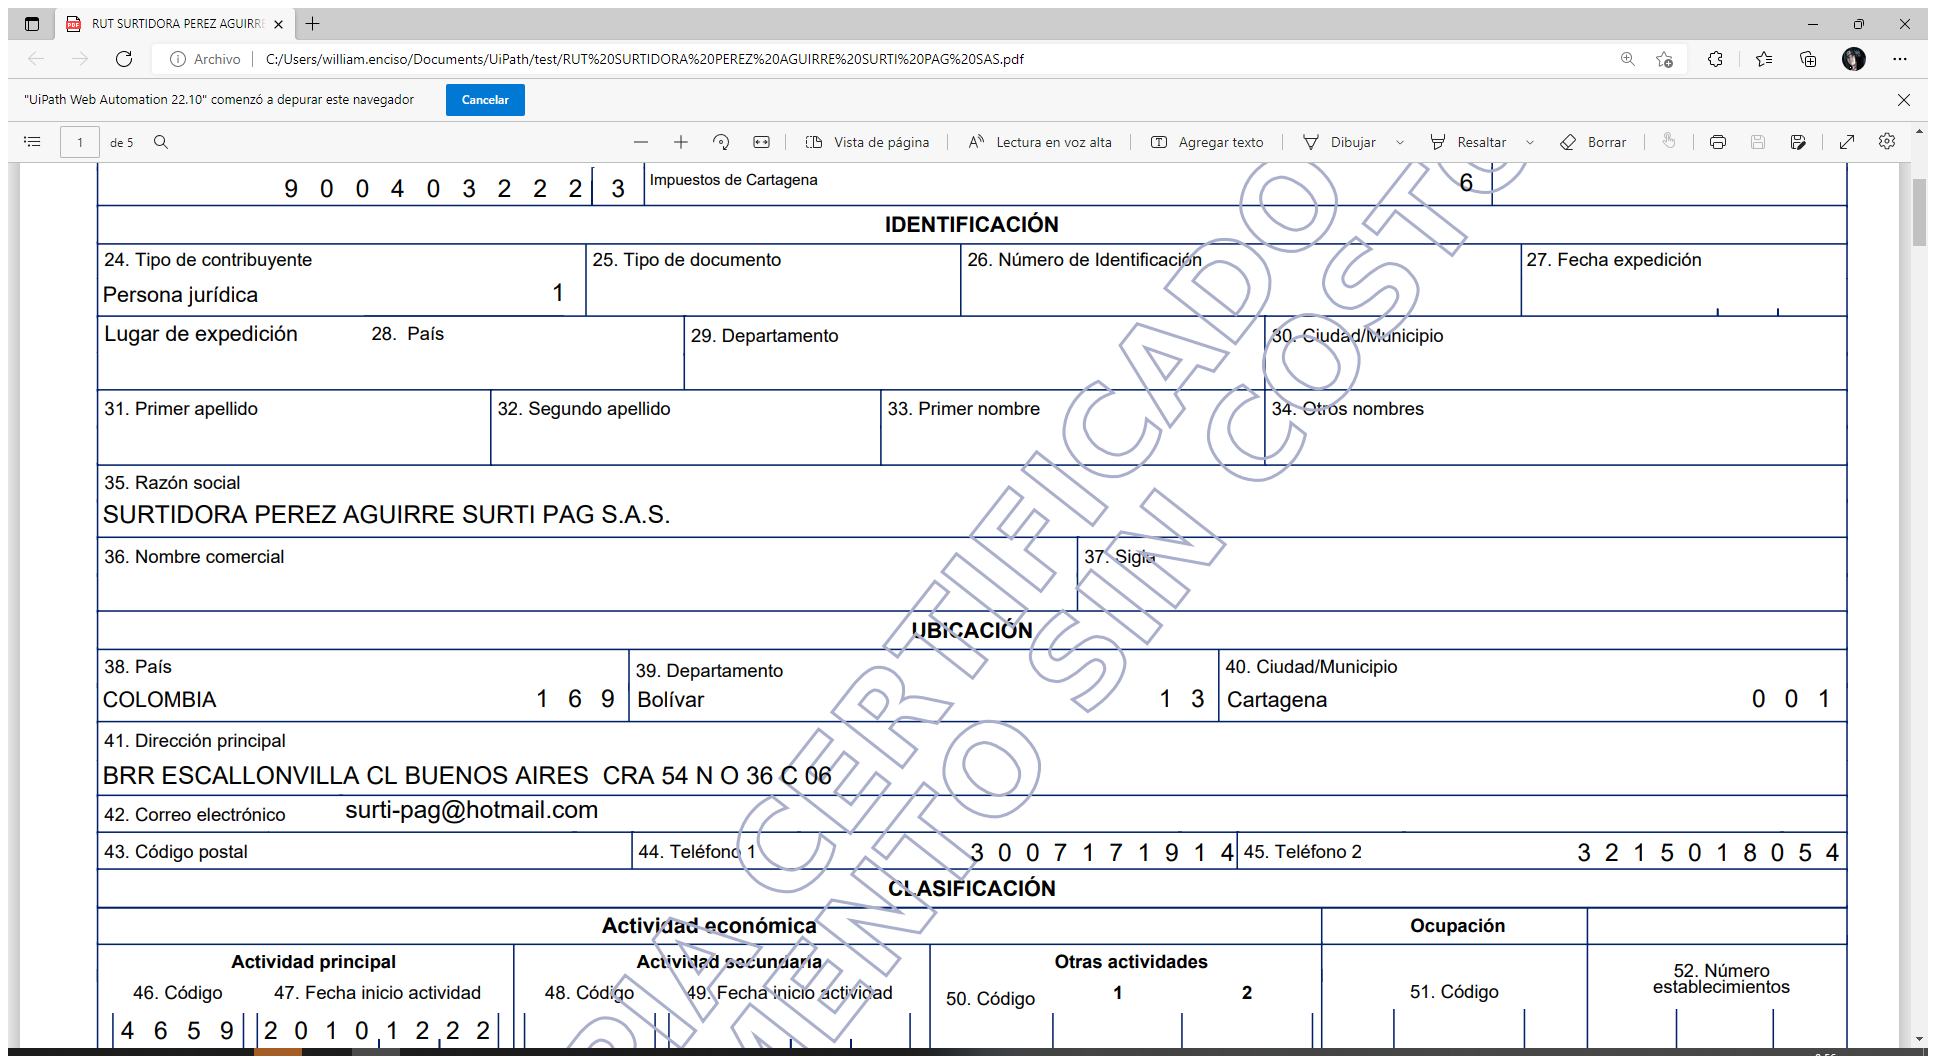 RUT SURTIDORA PEREZ AGUIRRE
Archivo C:/Users/william.enciso/Documents/UiPath/test/RUT%20SURTIDORA%20PEREZ%20AGUIRRE%20SURTI%20PAG%20SAS.pdf
"UiPath Web Automation 22.10" comenzó a depurar este navegador Cancelar
1 de 5 Vista de página Lectura en voz alta Agregar texto Dibujar Resaltar Borrar
9 0 0 4 0 3 2 2 2 3 Impuestos de Cartagena 6
IDENTIFICACIÓN
24. Tipo de contribuyente 25. Tipo de documento 26. Número de Identificación 27. Fecha expedición
Persona jurídica 1
Lugar de expedición 28. País 29. Departamento 30. Ciudad/Municipio
31. Primer apellido 32. Segundo apellido 33. Primer nombre 34. Otros nombres
35. Razón social
SURTIDORA PEREZ AGUIRRE SURTI PAG S.A.S.
36. Nombre comercial 37. Sigla
UBICACIÓN
38. País 39. Departamento 40. Ciudad/Municipio
COLOMBIA 1 6 9 Bolívar 1 3 Cartagena 0 0 1
41. Dirección principal
BRR ESCALLONVILLA CL BUENOS AIRES CRA 54 N O 36 C 06
42. Correo electrónico surti-pag@hotmail.com
43. Código postal 44. Teléfono 1 3 0 0 7 1 7 1 9 1 4 45. Teléfono 2 3 2 1 5 0 1 8 0 5 4
CLASIFICACIÓN
Actividad económica Ocupación
Actividad principal Actividad secundaria Otras actividades 52. Número establecimientos
46. Código 47. Fecha inicio actividad 48. Código 49. Fecha inicio actividad 50. Código 1 2 51. Código
4 6 5 9 2 0 1 0 1 2 2 2
CERTIFICADO
SIN COSTO